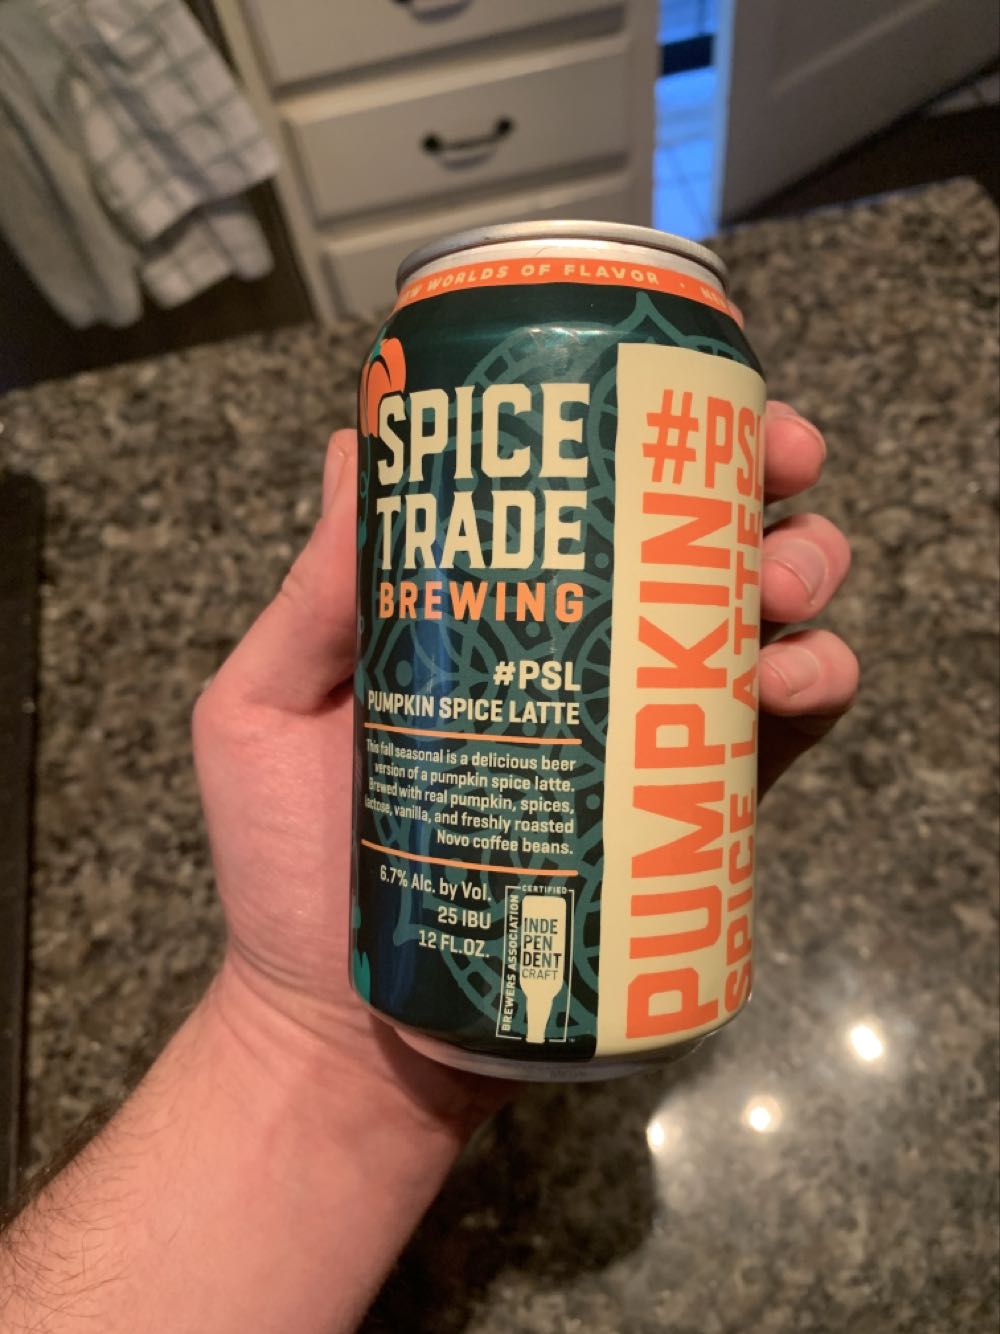 WORLDS OF FLAVOR · NEW
SPICE
TRADE
BREWING
#PSL
PUMPKIN SPICE LATTE
This fall seasonal is a delicious beer
version of a pumpkin spice latte.
Brewed with real pumpkin, spices,
lactose, vanilla, and freshly roasted
Novo coffee beans.
6.7% Alc. by Vol.
25 IBU
12 FL.OZ.
CERTIFIED
BREWERS ASSOCIATION
INDE
PEN
DENT
CRAFT
TM
#PSL
PUMPKIN
SPICE LATTE